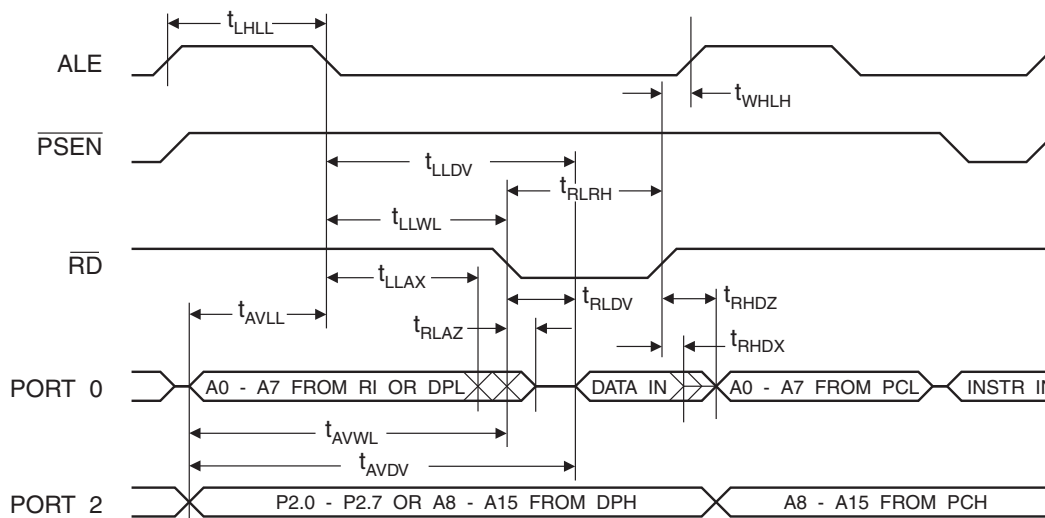 tLHLL
ALE
tWHLH
PSEN
tLLDV
tRLRH
tLLWL
RD
tLLAX
tRLDV
tRHDZ
tAVLL
tRLAZ
tRHDX
PORT 0
A0 - A7 FROM RI OR DPL
DATA IN
A0 - A7 FROM PCL
INSTR IN
tAVWL
tAVDV
PORT 2
P2.0 - P2.7 OR A8 - A15 FROM DPH
A8 - A15 FROM PCH